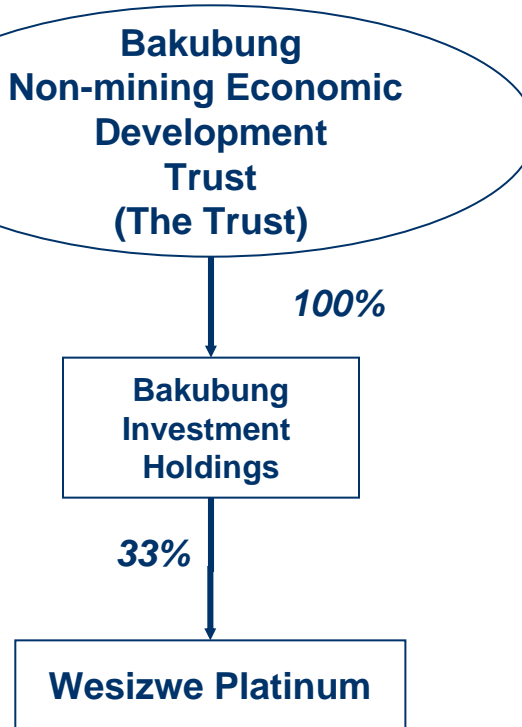 Bakubung
Non-mining Economic
Development
Trust
(The Trust)
100%
Bakubung
Investment
Holdings
33%
Wesizwe Platinum